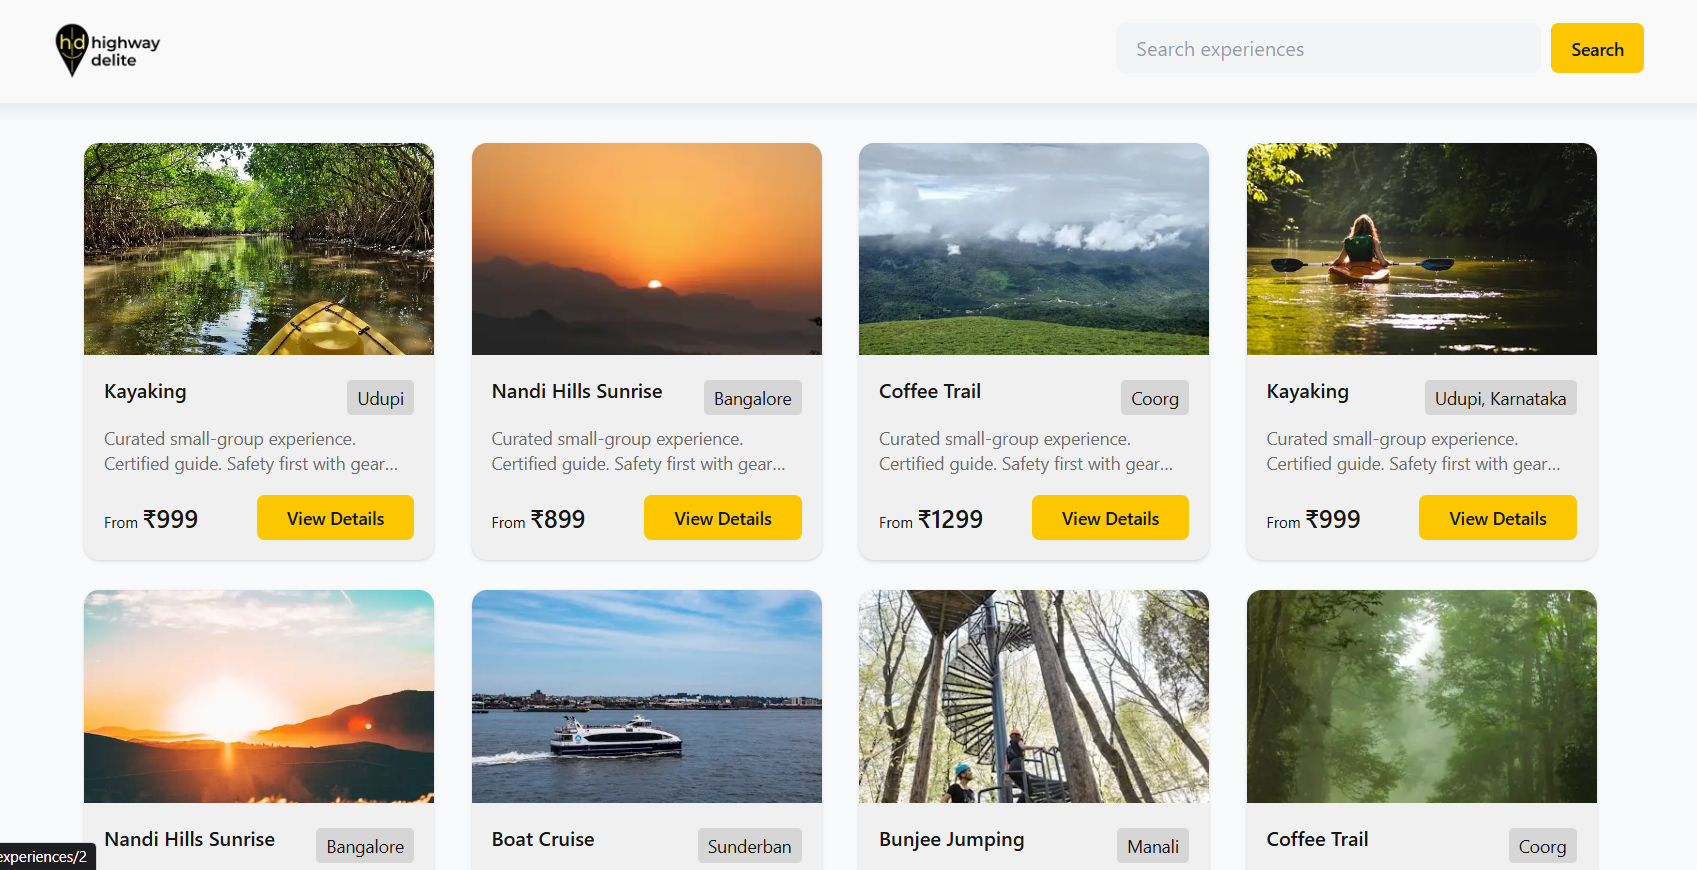 hd highway
delite
Search experiences
Search
Kayaking
Udupi
Curated small-group experience.
Certified guide. Safety first with gear...
From ₹999
View Details
Nandi Hills Sunrise
Bangalore
Curated small-group experience.
Certified guide. Safety first with gear...
From ₹899
View Details
Coffee Trail
Coorg
Curated small-group experience.
Certified guide. Safety first with gear...
From ₹1299
View Details
Kayaking
Udupi, Karnataka
Curated small-group experience.
Certified guide. Safety first with gear...
From ₹999
View Details
Nandi Hills Sunrise
Bangalore
Boat Cruise
Sunderban
Bunjee Jumping
Manali
Coffee Trail
Coorg
experiences/2